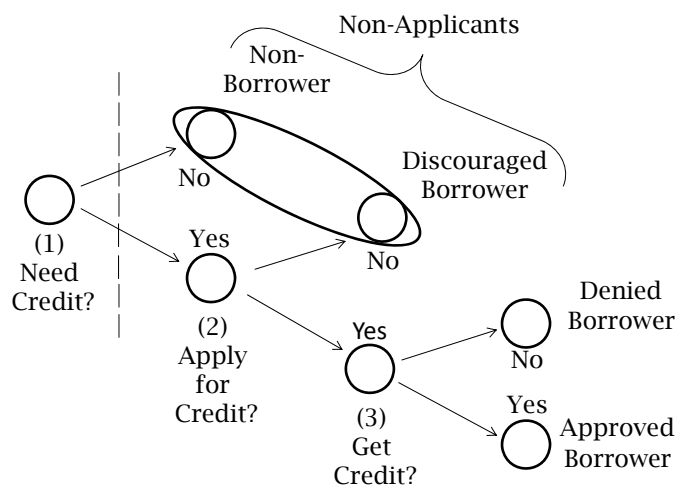 Non-Applicants
Non-
Borrower
Discouraged
Borrower
No
No
(1)
Need
Credit?
Yes
(2)
Apply
for
Credit?
Yes
(3)
Get
Credit?
Denied
Borrower
No
Yes
Approved
Borrower